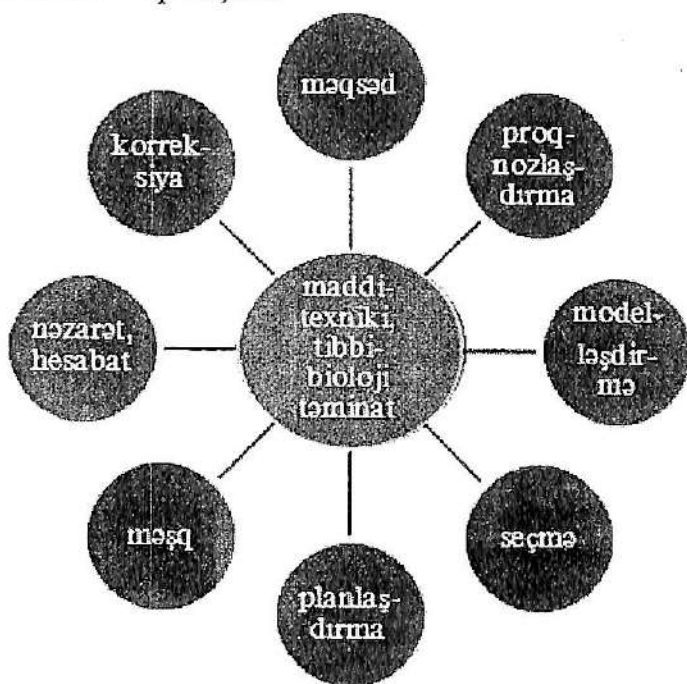 məqsəd
proq-
nozlaş-
dırma
model-
ləşdir-
mə
seçmə
planlaş-
dırma
məşq
nəzarət,
hesabat
korrek-
siya
maddi-
texniki,
tibbi-
bioloji
təminat